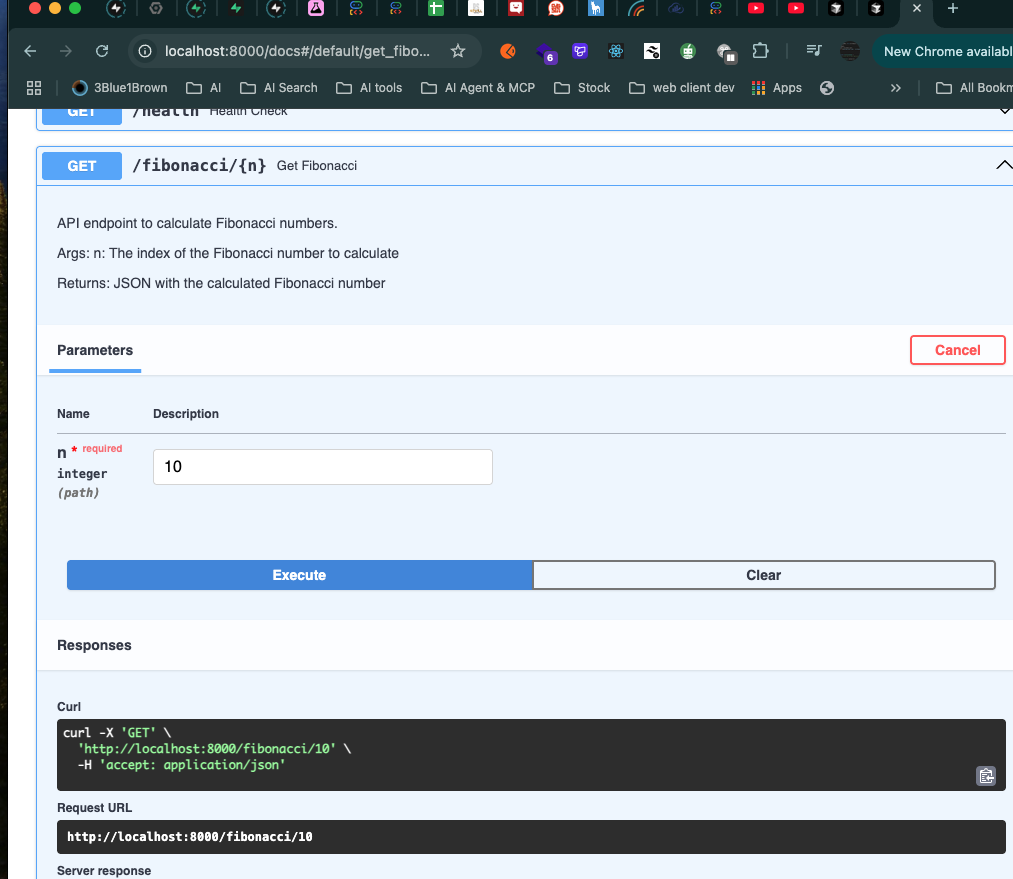 localhost:8000/docs#/default/get_fibo...
6
New Chrome availabl
3Blue1Brown
AI
AI Search
AI tools
AI Agent & MCP
Stock
web client dev
Apps
»
All Bookm
GET /health Health Check
GET /fibonacci/{n} Get Fibonacci
API endpoint to calculate Fibonacci numbers.
Args: n: The index of the Fibonacci number to calculate
Returns: JSON with the calculated Fibonacci number
Parameters
Cancel
Name Description
n * required
integer
(path)
10
Execute
Clear
Responses
Curl
curl -X 'GET' \
'http://localhost:8000/fibonacci/10' \
-H 'accept: application/json'
Request URL
http://localhost:8000/fibonacci/10
Server response